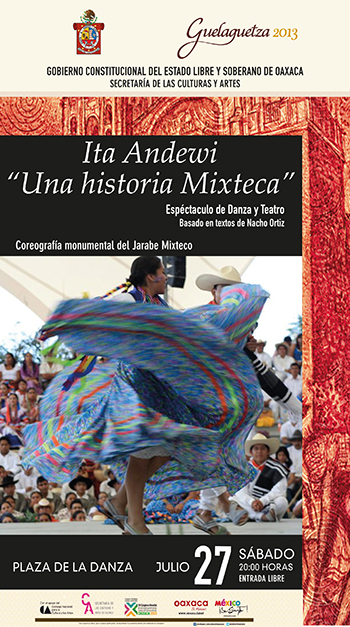 Guelaguetza 2013
GOBIERNO CONSTITUCIONAL DEL ESTADO LIBRE Y SOBERANO DE OAXACA
SECRETARÍA DE LAS CULTURAS Y ARTES
Ita Andewi
“Una historia Mixteca”
Espéctaculo de Danza y Teatro
Basado en textos de Nacho Ortiz
Coreografía monumental del Jarabe Mixteco
PLAZA DE LA DANZA JULIO 27 SÁBADO
20:00 HORAS
ENTRADA LIBRE
CA
oaxaca
MÉXICO